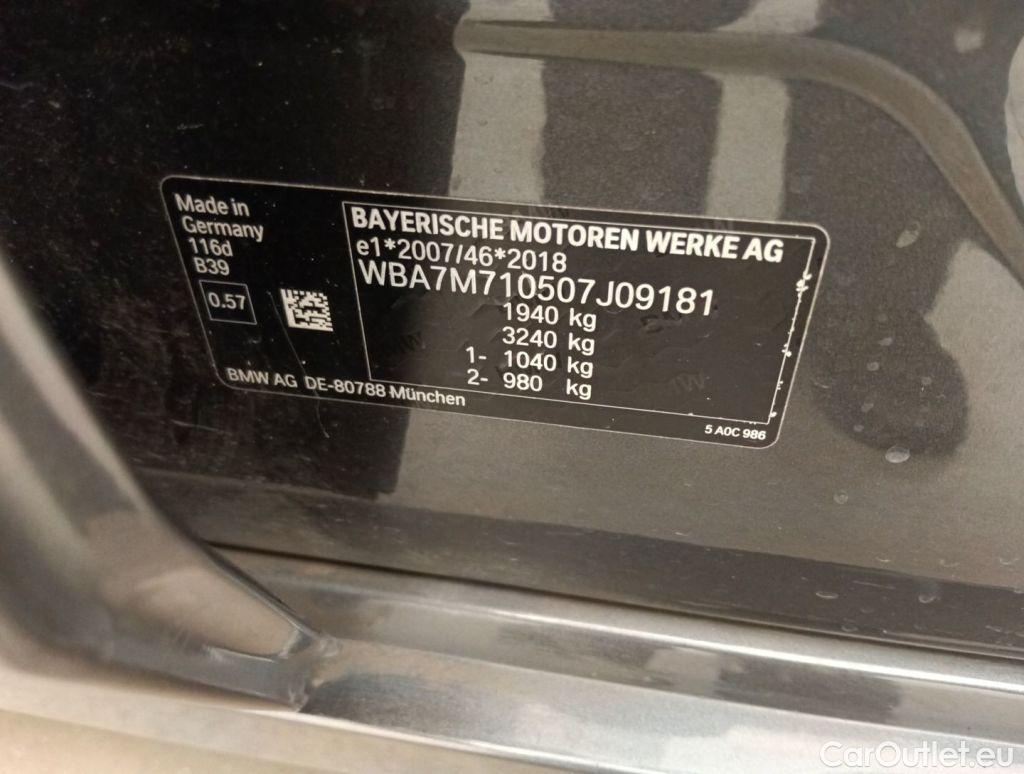 Made in
Germany
116d
B39
0.57
BAYERISCHE MOTOREN WERKE AG
e1*2007/46*2018
WBA7M710507J09181
1940 kg
3240 kg
1- 1040 kg
2- 980 kg
BMW AG DE-80788 München
5 A0C 986
CarOutlet.eu